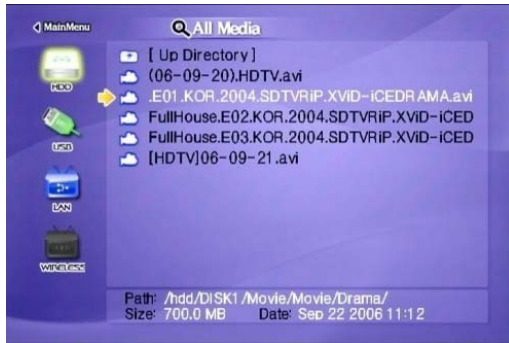 MainMenu
All Media
HDD
[ Up Directory ]
(06-09-20).HDTV.avi
.E01.KOR.2004.SDTVRiP.XViD-iCEDRAMA.avi
FullHouse.E02.KOR.2004.SDTVRiP.XViD-iCED
USB
FullHouse.E03.KOR.2004.SDTVRiP.XViD-iCED
[HDTV]06-09-21.avi
LAN
WIRELESS
Path: /hdd/DISK1/Movie/Movie/Drama/
Size: 700.0 MB Date: Sep 22 2006 11:12